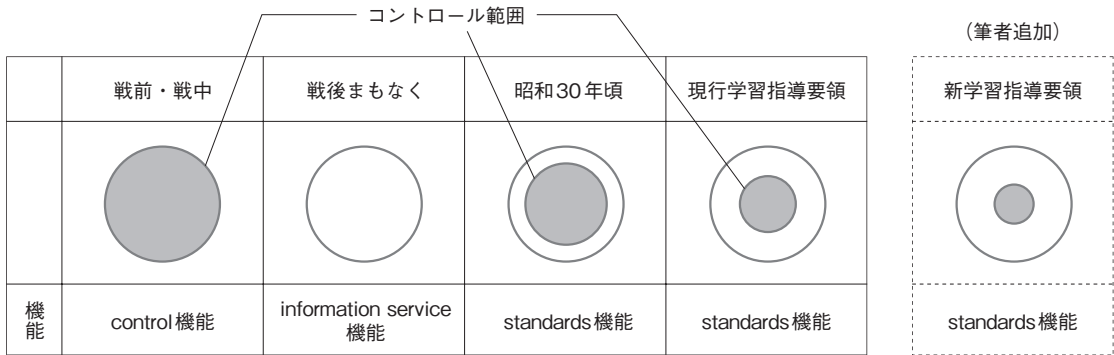 コントロール範囲
（筆者追加）
戦前・戦中
戦後まもなく
昭和30年頃
現行学習指導要領
新学習指導要領
機能
control機能
information service
機能
standards機能
standards機能
standards機能